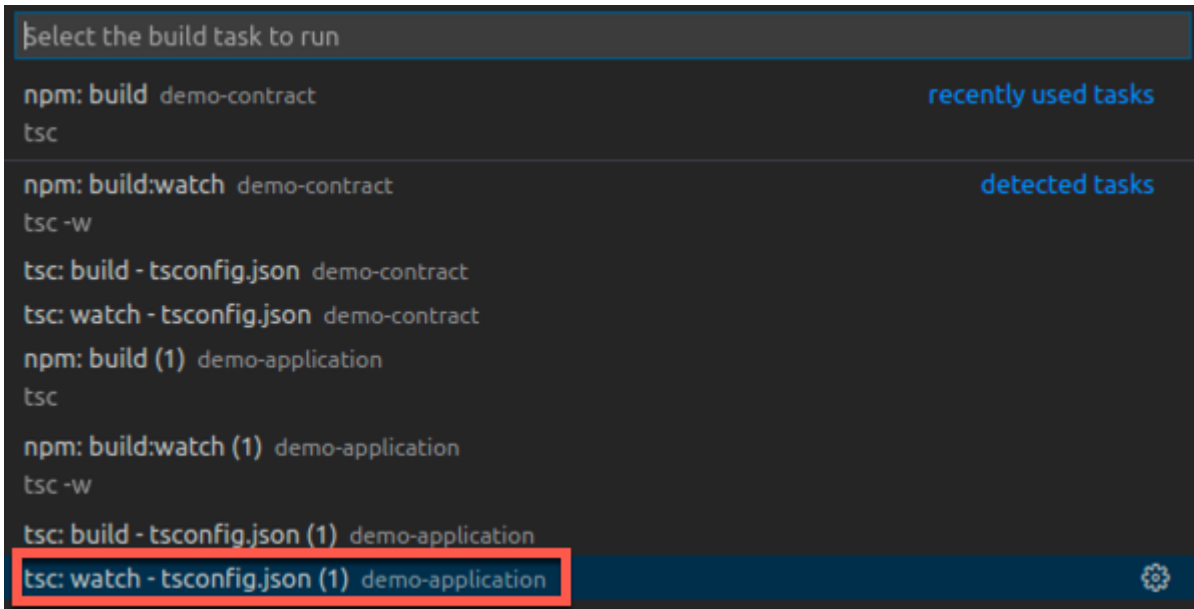 Select the build task to run
npm: build demo-contract recently used tasks
tsc
npm: build:watch demo-contract detected tasks
tsc -w
tsc: build - tsconfig.json demo-contract
tsc: watch - tsconfig.json demo-contract
npm: build (1) demo-application
tsc
npm: build:watch (1) demo-application
tsc -w
tsc: build - tsconfig.json (1) demo-application
tsc: watch - tsconfig.json (1) demo-application